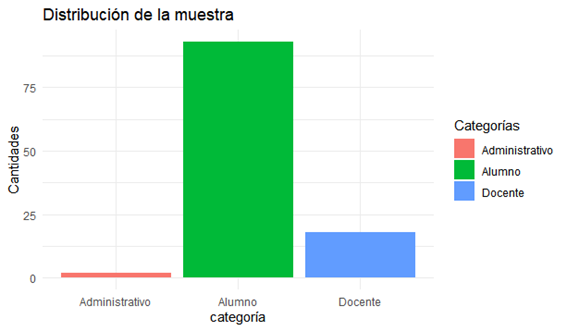 Distribución de la muestra
Cantidades
75
50
25
0
Administrativo Alumno Docente
categoría
Categorías
Administrativo
Alumno
Docente